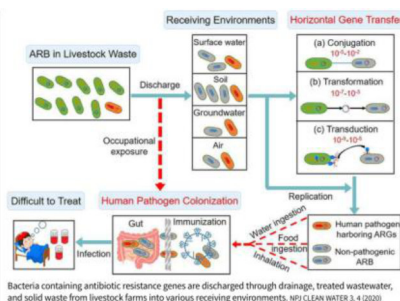 Receiving Environments
Horizontal Gene Transfer
ARB in Livestock Waste
Surface water
(a) Conjugation
Discharge
Soil
(b) Transformation
Groundwater
Occupational
exposure
Air
(c) Transduction
Replication
Difficult to Treat
Human Pathogen Colonization
Gut
Immunization
Infection
Water ingestion
Food
ingestion
Inhalation
Human pathogen
harboring ARGs
Non-pathogenic
ARB
Bacteria containing antibiotic resistance genes are discharged through drainage, treated wastewater,
and solid waste from livestock farms into various receiving environments. NPJ CLEAN WATER 3, 4 (2020)